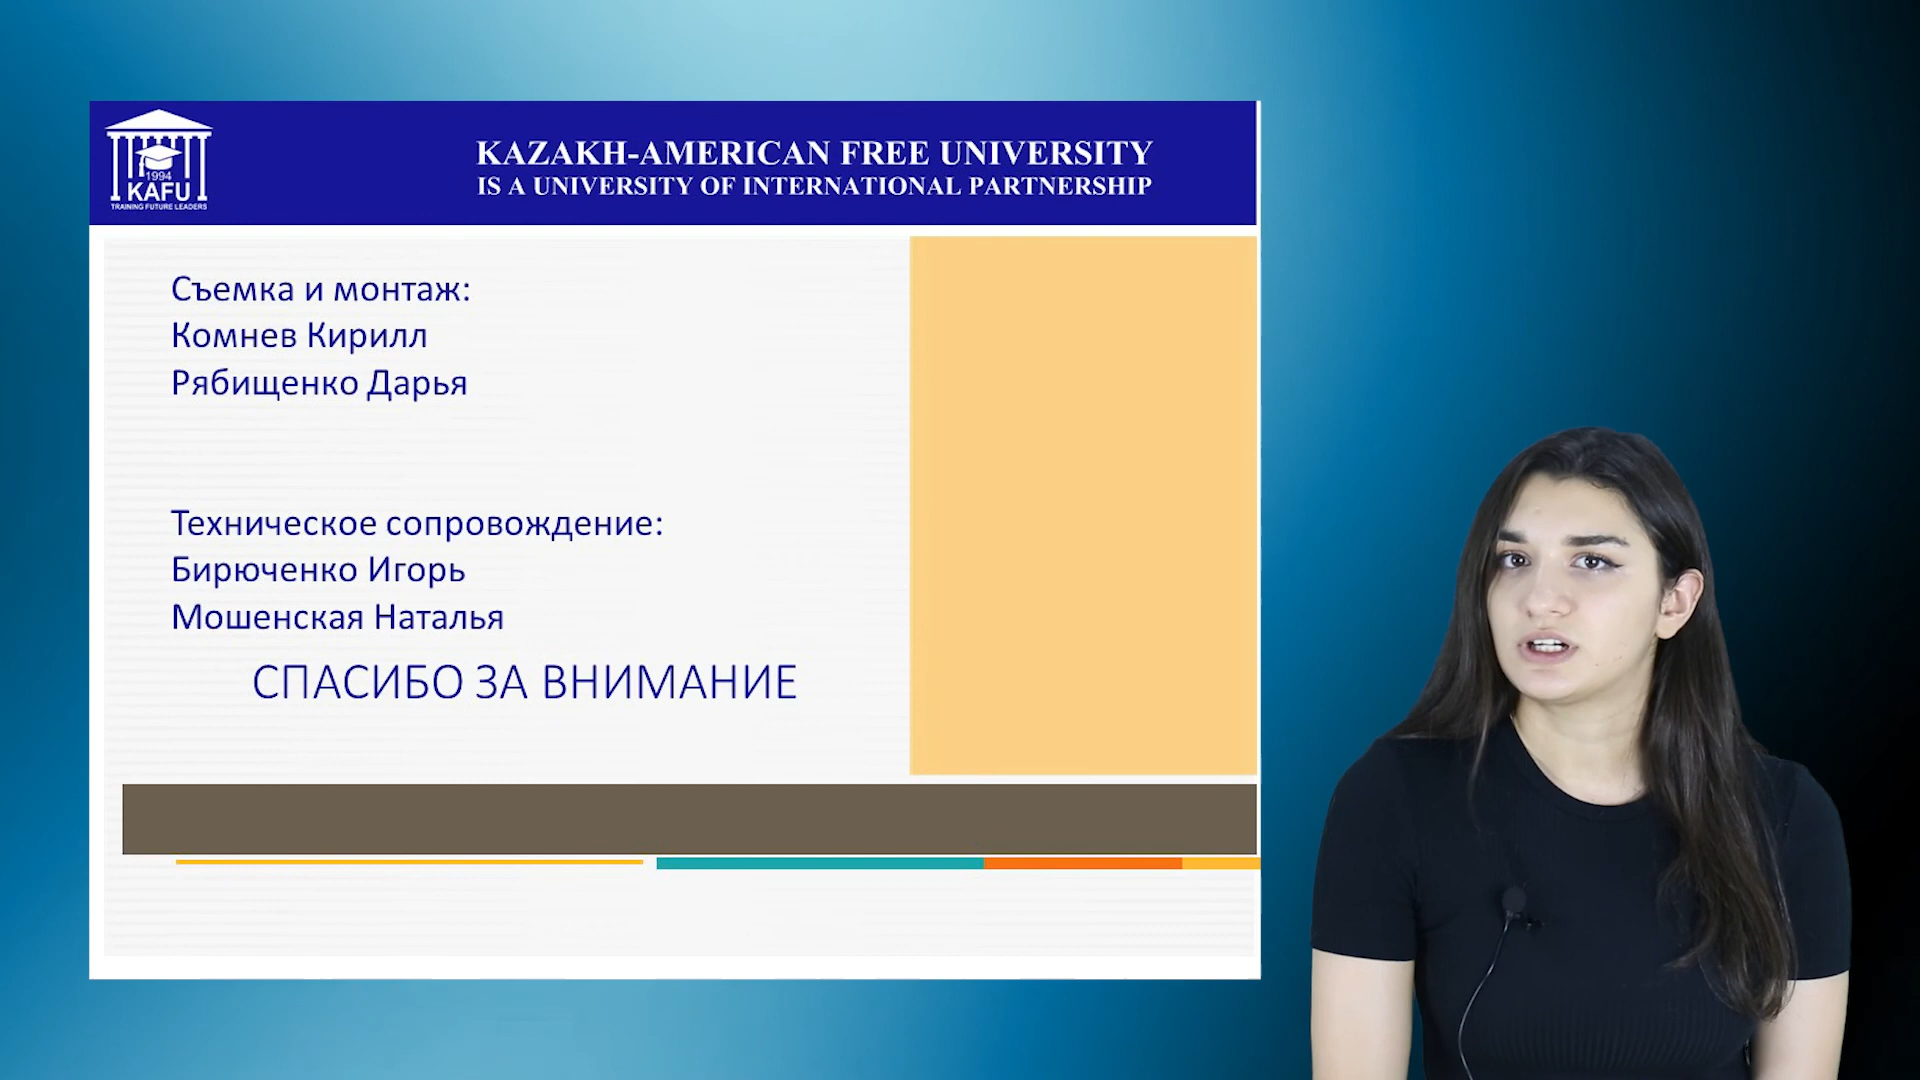 1994
KAFU
TRAINING FUTURE LEADERS
KAZAKH-AMERICAN FREE UNIVERSITY
IS A UNIVERSITY OF INTERNATIONAL PARTNERSHIP
Съемка и монтаж:
Комнев Кирилл
Рябищенко Дарья
Техническое сопровождение:
Бирюченко Игорь
Мошенская Наталья
СПАСИБО ЗА ВНИМАНИЕ